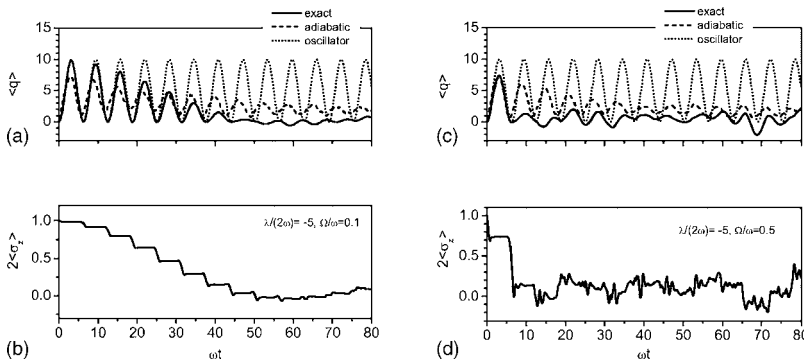 exact
adiabatic
oscillator
15
10
5
0
<q>
(a)
1.0
0.5
0.0
2<σz>
λ/(2ω)= -5, Ω/ω=0.1
(b)
0 10 20 30 40 50 60 70 80
ωt
exact
adiabatic
oscillator
15
10
5
0
<q>
(c)
1.0
0.5
0.0
2<σz>
λ/(2ω)= -5, Ω/ω=0.5
(d)
0 10 20 30 40 50 60 70 80
ωt